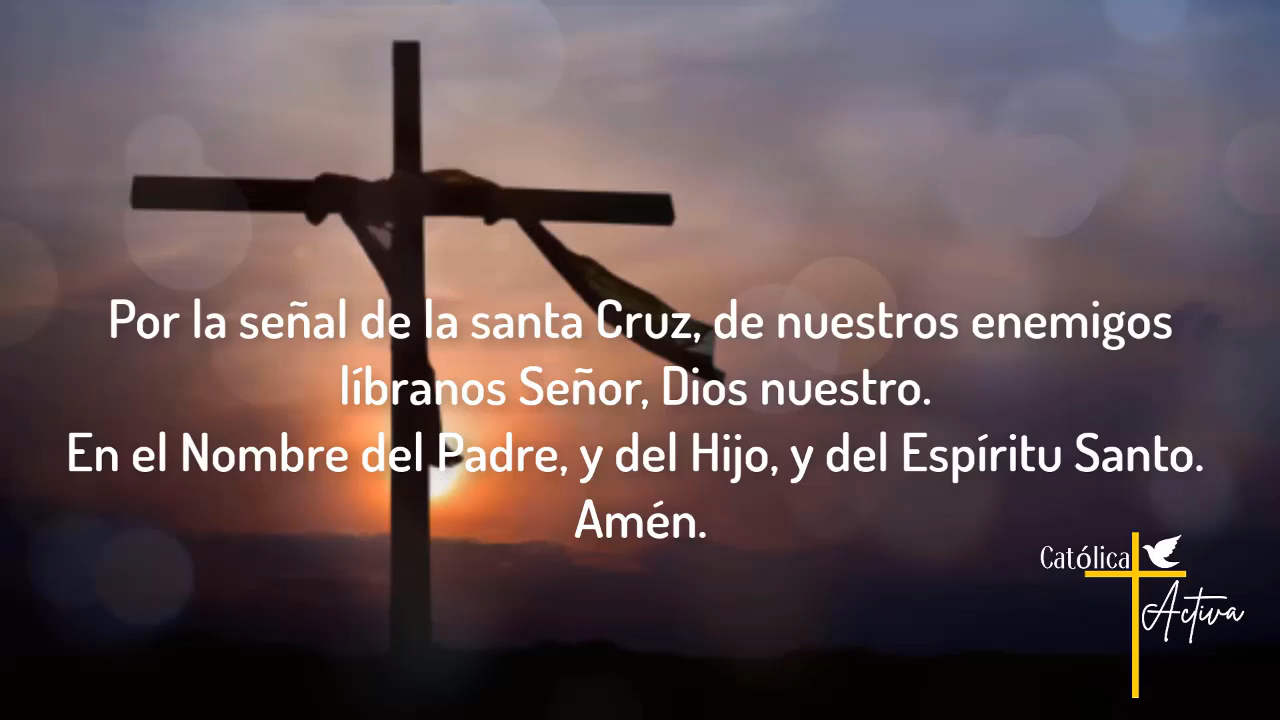 Por la señal de la santa Cruz, de nuestros enemigos
líbranos Señor, Dios nuestro.
En el Nombre del Padre, y del Hijo, y del Espíritu Santo.
Amén.
Católica
Activa